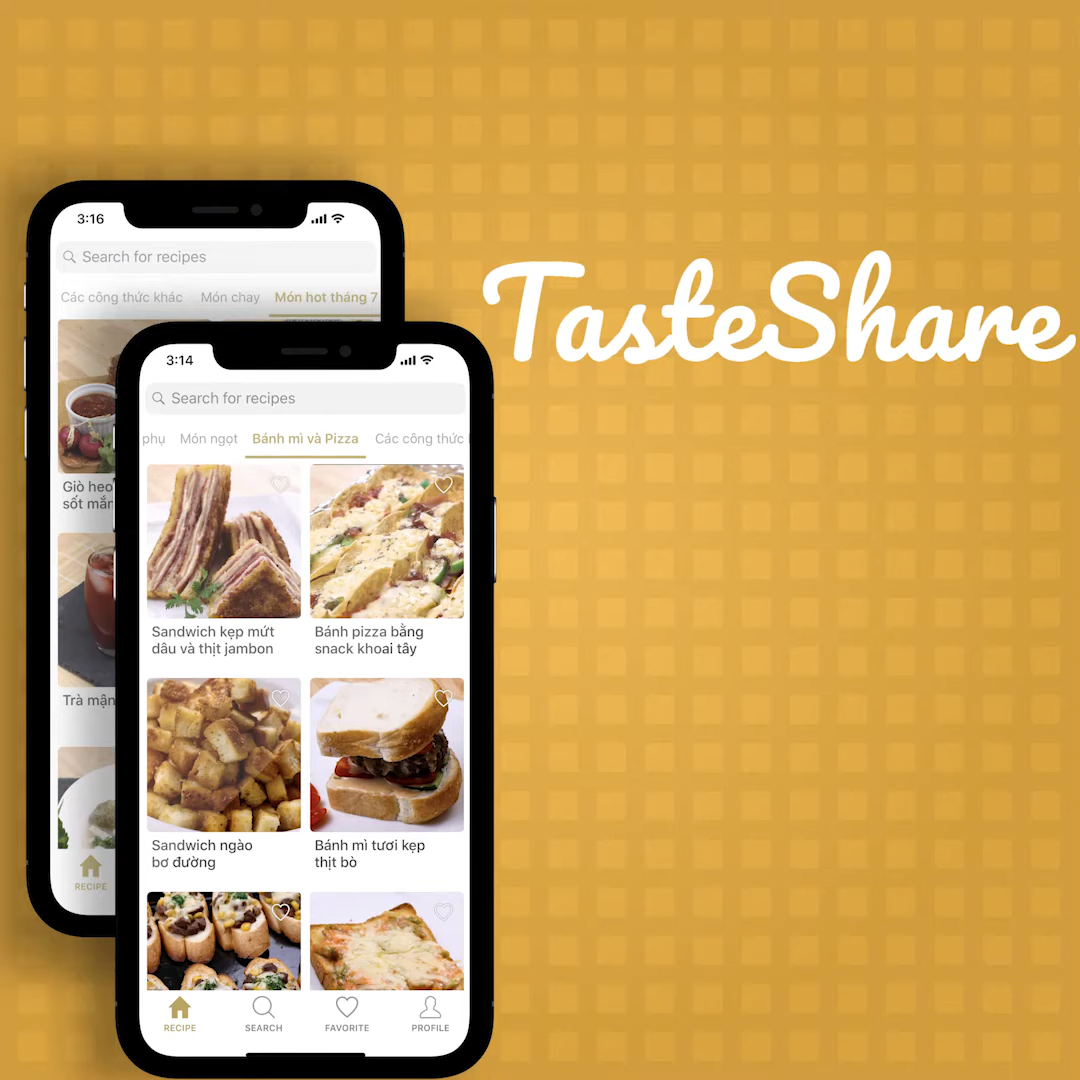 3:16
Search for recipes
Các công thức khác Món chay Món hot tháng 7
Giò heo
sốt mắm
Trà mận
RECIPE
TasteShare
3:14
Search for recipes
phụ Món ngọt Bánh mì và Pizza Các công thức
Sandwich kẹp mứt
dâu và thịt jambon
Bánh pizza bằng
snack khoai tây
Sandwich ngào
bơ đường
Bánh mì tươi kẹp
thịt bò
RECIPE SEARCH FAVORITE PROFILE